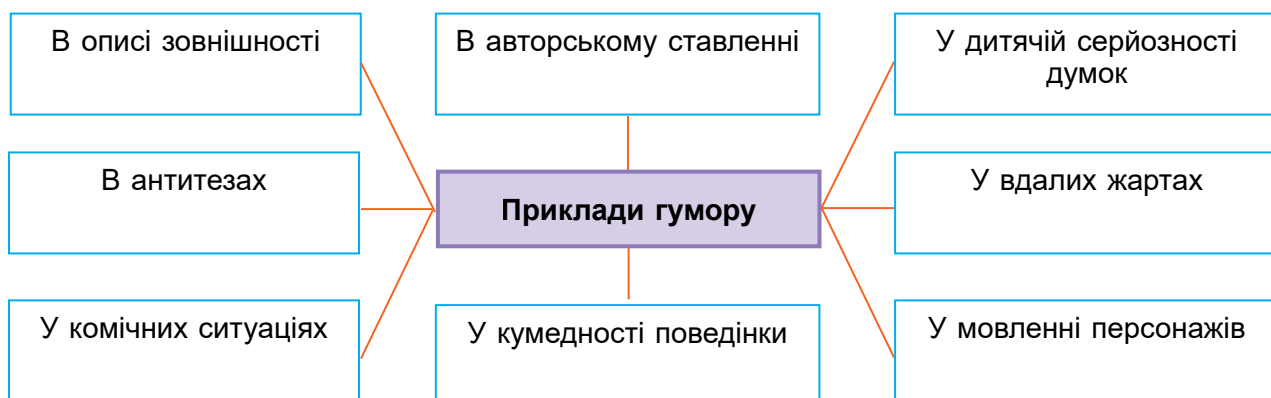 В описі зовнішності
В авторському ставленні
У дитячій серйозності
думок
В антитезах
Приклади гумору
У вдалих жартах
У комічних ситуаціях
У кумедності поведінки
У мовленні персонажів